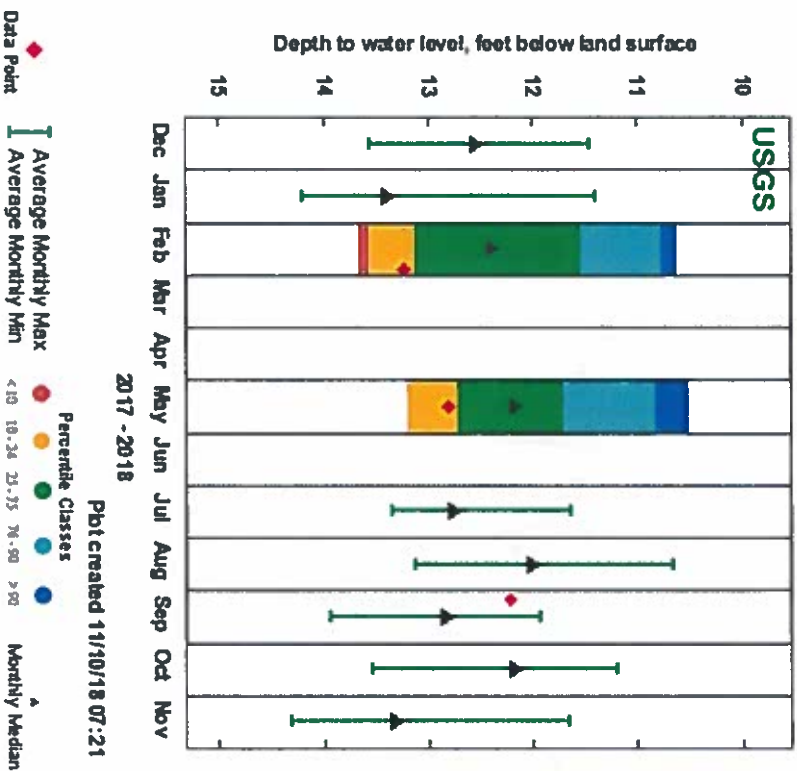 USGS
Depth to water level, feet below land surface
10
11
12
13
14
15
Dec Jan Feb Mar Apr May Jun Jul Aug Sep Oct Nov
2017 - 2018
Plot created 11/10/18 07:21
Percentile Classes
Data Point
Average Monthly Max
Average Monthly Min
<10 10-24 25-75 76-90 >90
Monthly Median